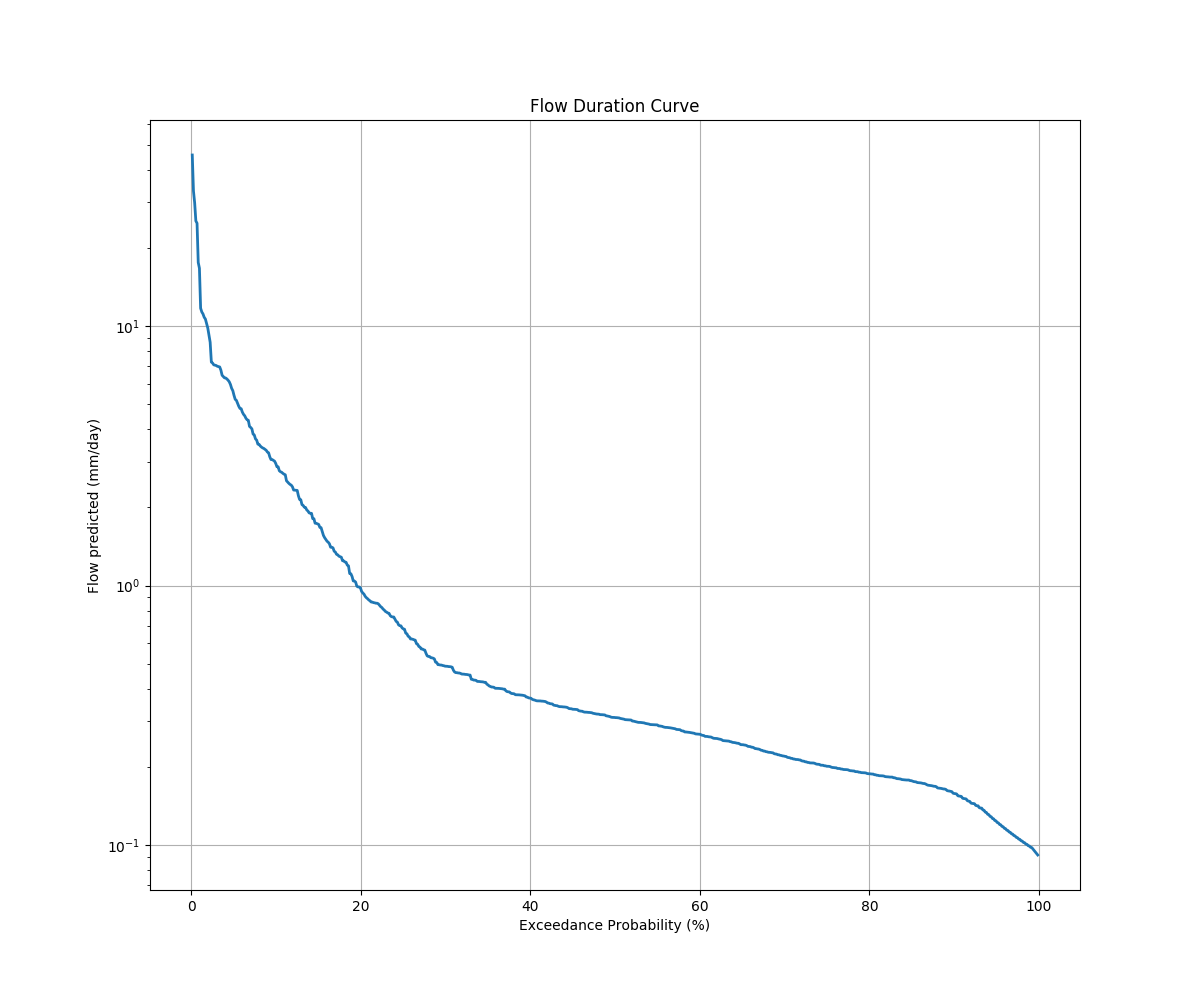 Flow Duration Curve
Flow predicted (mm/day)
10¹
10⁰
10⁻¹
0 20 40 60 80 100
Exceedance Probability (%)